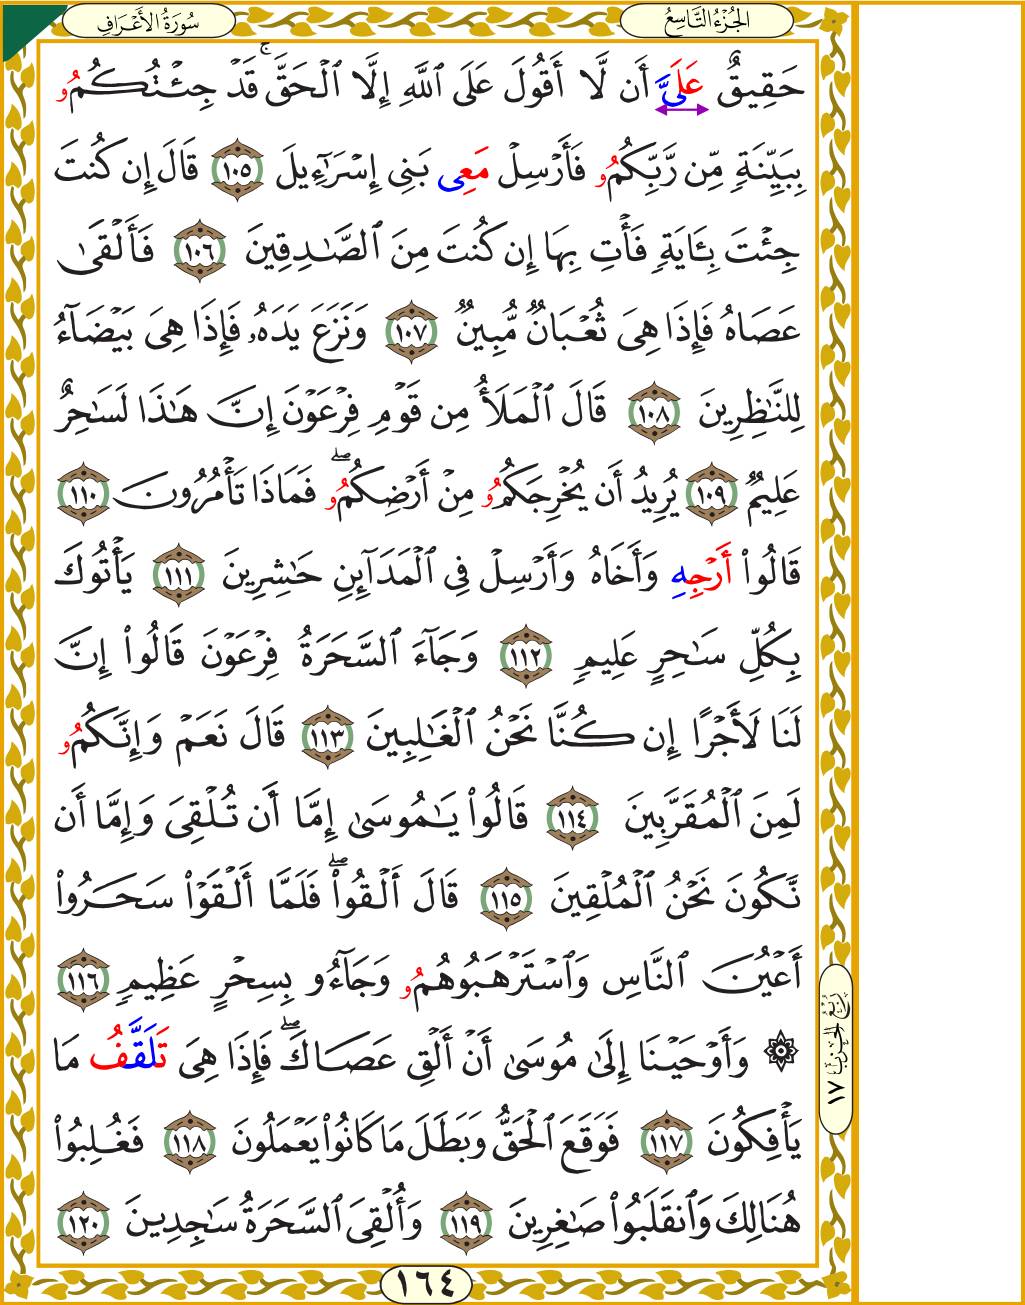 سُورَةُ الأَعْرَافِ
الجُزْءُ التَّاسِعُ
حَقِيقٌ عَلَيَّ أَن لَّا أَقُولَ عَلَى ٱللَّهِ إِلَّا ٱلْحَقَّۚ قَدْ جِئْتُكُمُو
بِبَيِّنَةٍ مِّن رَّبِّكُمُو فَأَرْسِلْ مَعِى بَنِى إِسْرَٰٓءِيلَ ١٠٥ قَالَ إِن كُنتَ
جِئْتَ بِـَٔايَةٍ فَأْتِ بِهَا إِن كُنتَ مِنَ ٱلصَّٰدِقِينَ ١٠٦ فَأَلْقَىٰ
عَصَاهُ فَإِذَا هِىَ ثُعْبَانٌ مُّبِينٌ ١٠٧ وَنَزَعَ يَدَهُۥ فَإِذَا هِىَ بَيْضَآءُ
لِلنَّٰظِرِينَ ١٠٨ قَالَ ٱلْمَلَأُ مِن قَوْمِ فِرْعَوْنَ إِنَّ هَٰذَا لَسَٰحِرٌ
عَلِيمٌ ١٠٩ يُرِيدُ أَن يُخْرِجَكُمُو مِنْ أَرْضِكُمُوۖ فَمَاذَا تَأْمُرُونَ ١١٠
قَالُوا۟ أَرْجِهِ وَأَخَاهُ وَأَرْسِلْ فِى ٱلْمَدَآئِنِ حَٰشِرِينَ ١١١ يَأْتُوكَ
بِكُلِّ سَٰحِرٍ عَلِيمٍ ١١٢ وَجَآءَ ٱلسَّحَرَةُ فِرْعَوْنَ قَالُوا۟ إِنَّ
لَنَا لَأَجْرًا إِن كُنَّا نَحْنُ ٱلْغَٰلِبِينَ ١١٣ قَالَ نَعَمْ وَإِنَّكُمُو
لَمِنَ ٱلْمُقَرَّبِينَ ١١٤ قَالُوا۟ يَٰمُوسَىٰ إِمَّا أَن تُلْقِىَ وَإِمَّا أَن
نَّكُونَ نَحْنُ ٱلْمُلْقِينَ ١١٥ قَالَ أَلْقُوا۟ۖ فَلَمَّا أَلْقَوْا۟ سَحَرُوا۟
أَعْيُنَ ٱلنَّاسِ وَٱسْتَرْهَبُوهُمُو وَجَآءُو بِسِحْرٍ عَظِيمٍ ١١٦
۞ وَأَوْحَيْنَا إِلَىٰ مُوسَىٰ أَنْ أَلْقِ عَصَاكَۖ فَإِذَا هِىَ تَلَقَّفُ مَا
يَأْفِكُونَ ١١٧ فَوَقَعَ ٱلْحَقُّ وَبَطَلَ مَا كَانُوا۟ يَعْمَلُونَ ١١٨ فَغُلِبُوا۟
هُنَالِكَ وَٱنقَلَبُوا۟ صَٰغِرِينَ ١١٩ وَأُلْقِىَ ٱلسَّحَرَةُ سَٰجِدِينَ ١٢٠
رُبْعُ الحِزْبِ ١٧
١٦٤